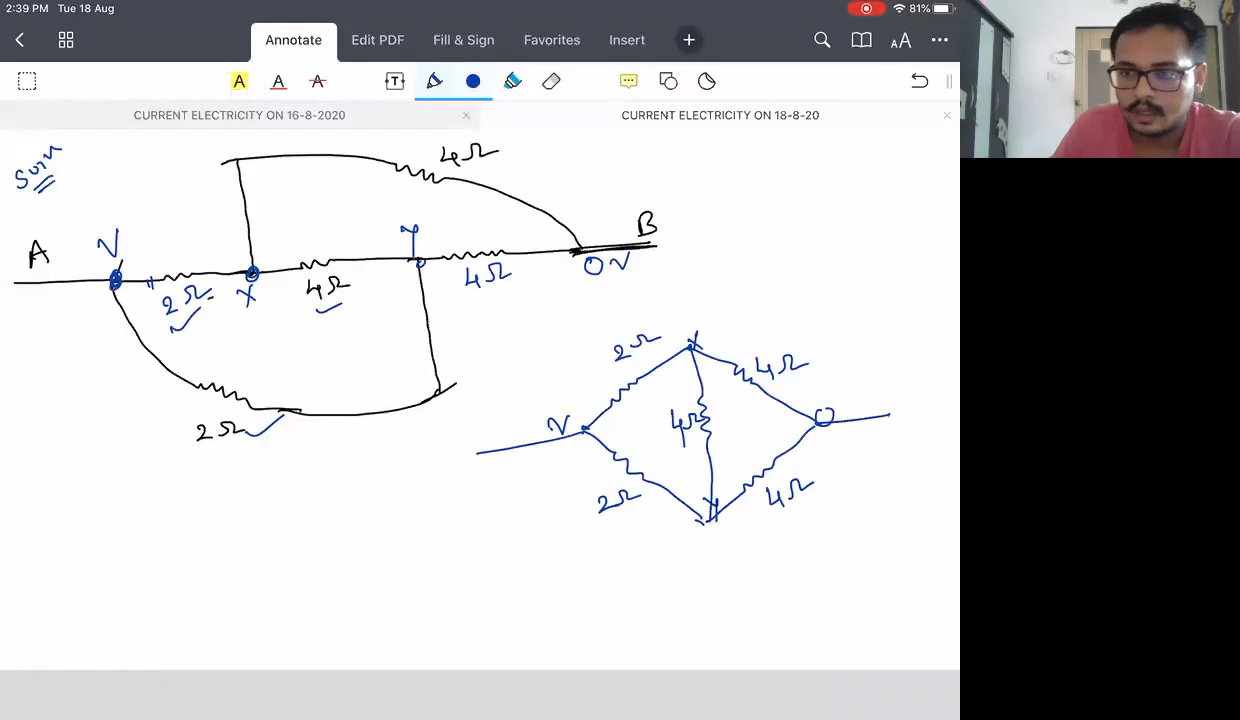 2:39 PM Tue 18 Aug
81%
Annotate
Edit PDF
Fill & Sign
Favorites
Insert
CURRENT ELECTRICITY ON 16-8-2020
CURRENT ELECTRICITY ON 18-8-20
4Ω
A
V
2Ω
X
4Ω
Y
4Ω
B
0V
2Ω
2Ω
X
4Ω
V
4Ω
0
2Ω
Y
4Ω